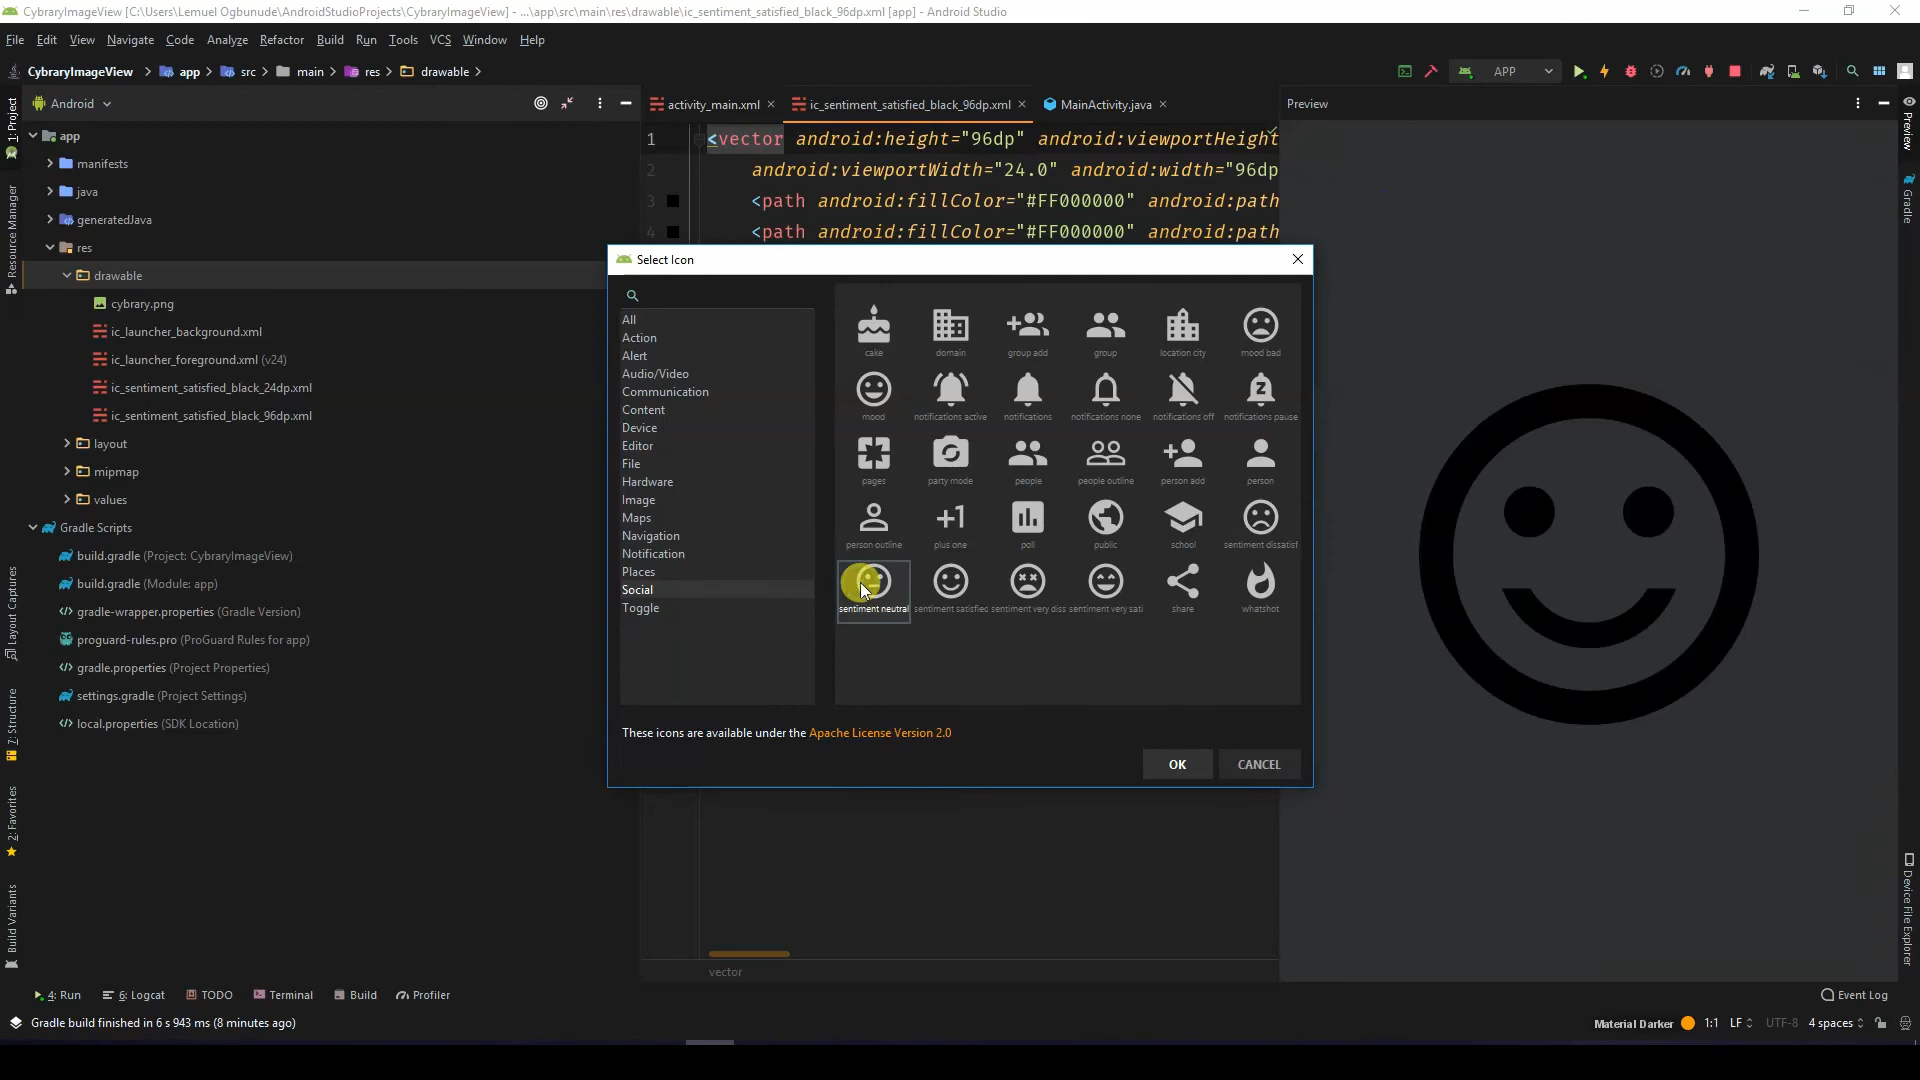 CybraryImageView [C:\Users\Lemuel Ogbunude\AndroidStudioProjects\CybraryImageView] - ...\app\src\main\res\drawable\ic_sentiment_satisfied_black_96dp.xml [app] - Android Studio
File Edit View Navigate Code Analyze Refactor Build Run Tools VCS Window Help
CybraryImageView app src main res drawable APP
Android
activity_main.xml ic_sentiment_satisfied_black_96dp.xml MainActivity.java
Preview
1: Project
Resource Manager
Layout Captures
7: Structure
2: Favorites
Build Variants
app
manifests
java
generatedJava
res
drawable
cybrary.png
ic_launcher_background.xml
ic_launcher_foreground.xml (v24)
ic_sentiment_satisfied_black_24dp.xml
ic_sentiment_satisfied_black_96dp.xml
layout
mipmap
values
Gradle Scripts
build.gradle (Project: CybraryImageView)
build.gradle (Module: app)
gradle-wrapper.properties (Gradle Version)
proguard-rules.pro (ProGuard Rules for app)
gradle.properties (Project Properties)
settings.gradle (Project Settings)
local.properties (SDK Location)
1 <vector android:height="96dp" android:viewportHeight
2 android:viewportWidth="24.0" android:width="96dp
3 <path android:fillColor="#FF000000" android:path
4 <path android:fillColor="#FF000000" android:path
Select Icon
All
Action
Alert
Audio/Video
Communication
Content
Device
Editor
File
Hardware
Image
Maps
Navigation
Notification
Places
Social
Toggle
cake domain group add group location city mood bad
mood notifications active notifications notifications none notifications off notifications pause
pages party mode people people outline person add person
+1
person outline plus one poll public school sentiment dissatisf
sentiment neutral sentiment satisfied sentiment very diss sentiment very sati share whatshot
These icons are available under the Apache License Version 2.0
OK CANCEL
vector
Preview
Gradle
Device File Explorer
4: Run 6: Logcat TODO Terminal Build Profiler Event Log
Gradle build finished in 6 s 943 ms (8 minutes ago) Material Darker 1:1 LF UTF-8 4 spaces